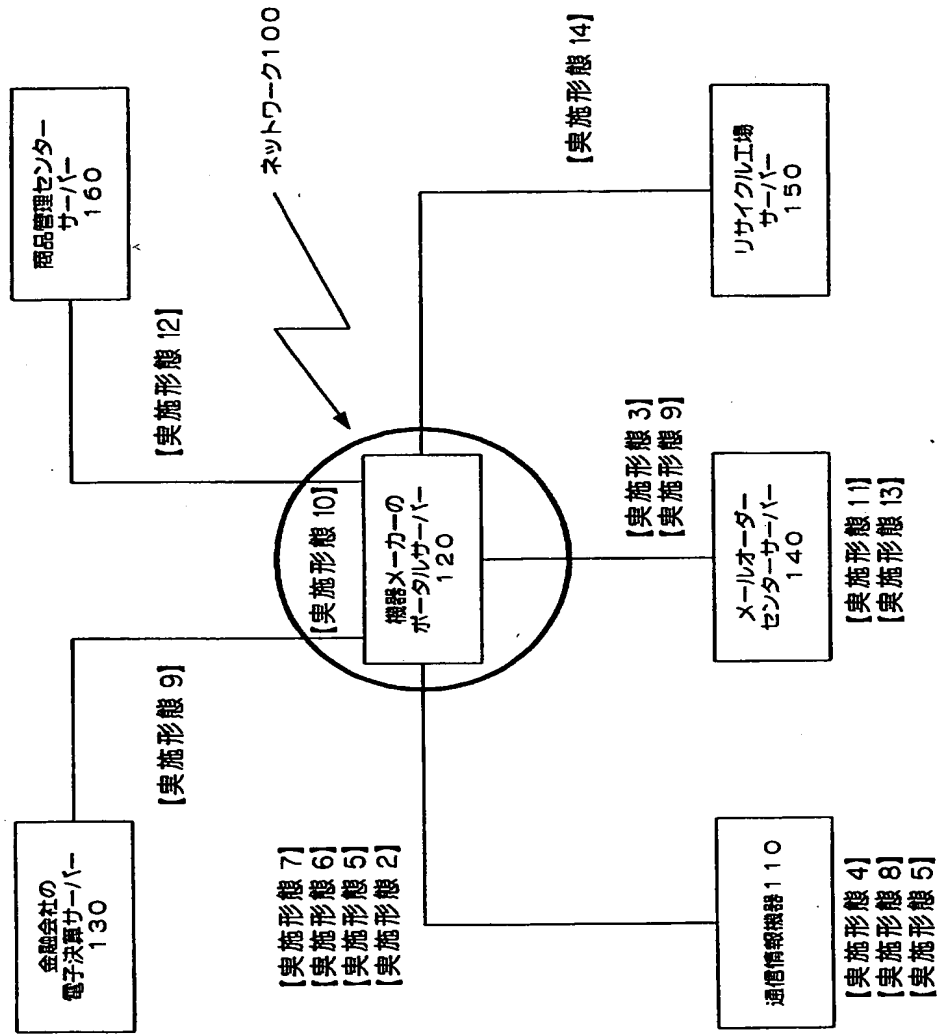 金融会社の
電子決算サーバー
130
商品管理センター
サーバー
160
【実施形態 9】
【実施形態 12】
ネットワーク100
【実施形態 10】
機器メーカーの
ポータルサーバー
120
【実施形態 14】
【実施形態 7】
【実施形態 6】
【実施形態 5】
【実施形態 2】
【実施形態 3】
【実施形態 9】
通信情報機器110
メールオーダー
センターサーバー
140
リサイクル工場
サーバー
150
【実施形態 4】
【実施形態 8】
【実施形態 5】
【実施形態 11】
【実施形態 13】